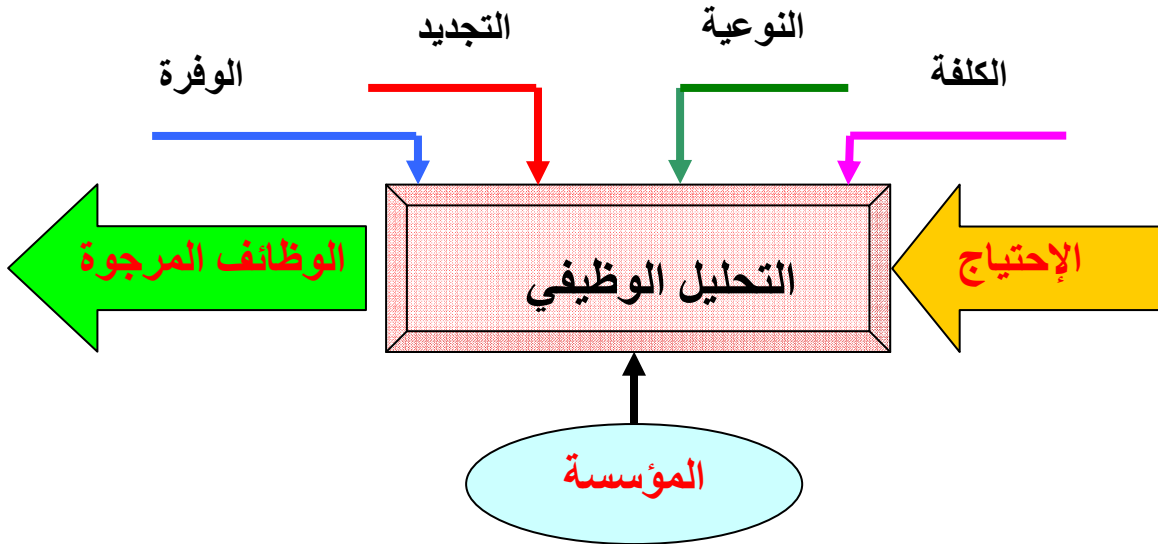 النوعية
التجديد
الكلفة
الوفرة
الإحتياج
التحليل الوظيفي
الوظائف المرجوة
المؤسسة